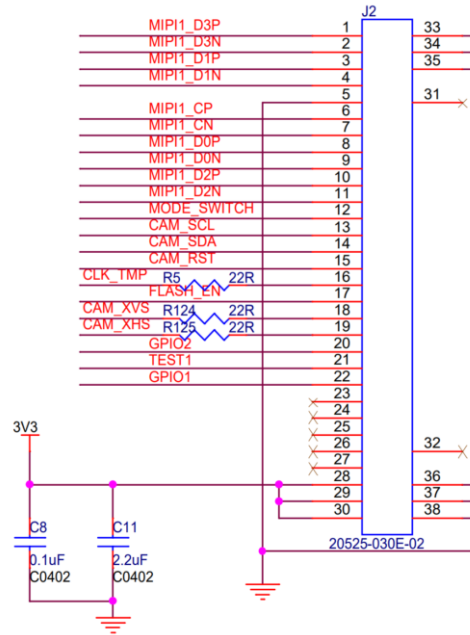 J2
MIPI1_D3P 1 33
MIPI1_D3N 2 34
MIPI1_D1P 3 35
MIPI1_D1N 4
5 31
MIPI1_CP 6
MIPI1_CN 7
MIPI1_D0P 8
MIPI1_D0N 9
MIPI1_D2P 10
MIPI1_D2N 11
MODE_SWITCH 12
CAM_SCL 13
CAM_SDA 14
CAM_RST 15
CLK_TMP R5 22R 16
FLASH_EN 17
CAM_XVS R124 22R 18
CAM_XHS R125 22R 19
GPIO2 20
TEST1 21
GPIO1 22
23
24
25
26 32
27
3V3 28 36
29 37
30 38
C8 C11 20525-030E-02
0.1uF 2.2uF
C0402 C0402